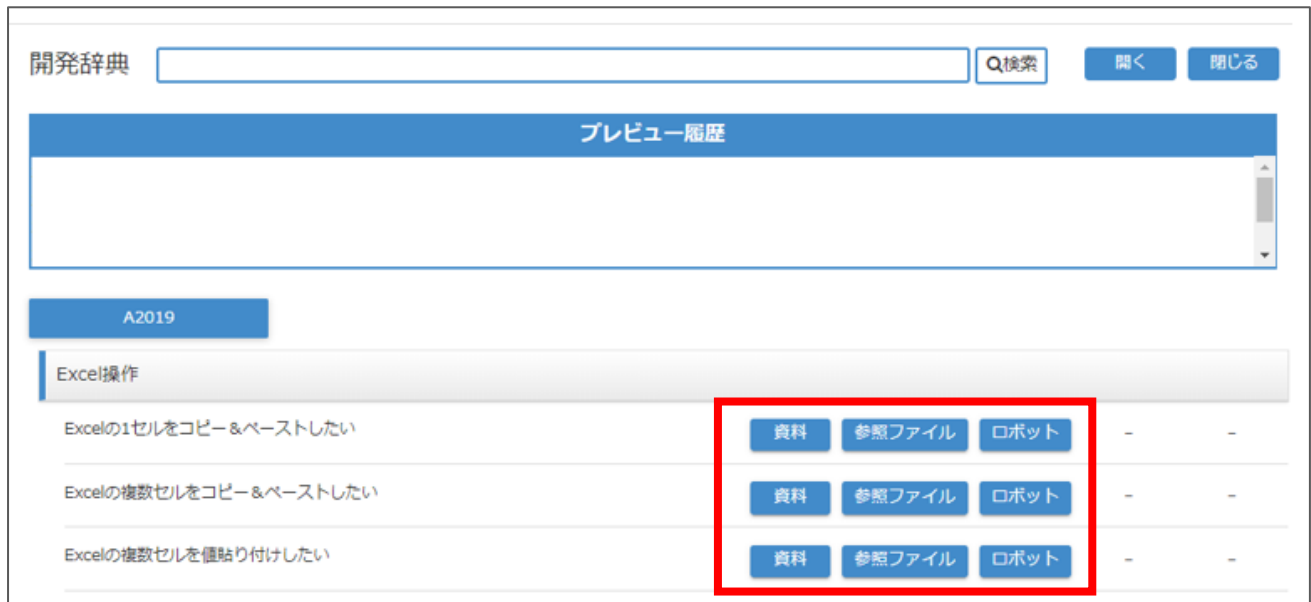 開発辞典 検索 開く 閉じる
プレビュー履歴
A2019
Excel操作
Excelの1セルをコピー&ペーストしたい 資料 参照ファイル ロボット - -
Excelの複数セルをコピー&ペーストしたい 資料 参照ファイル ロボット - -
Excelの複数セルを値貼り付けしたい 資料 参照ファイル ロボット - -